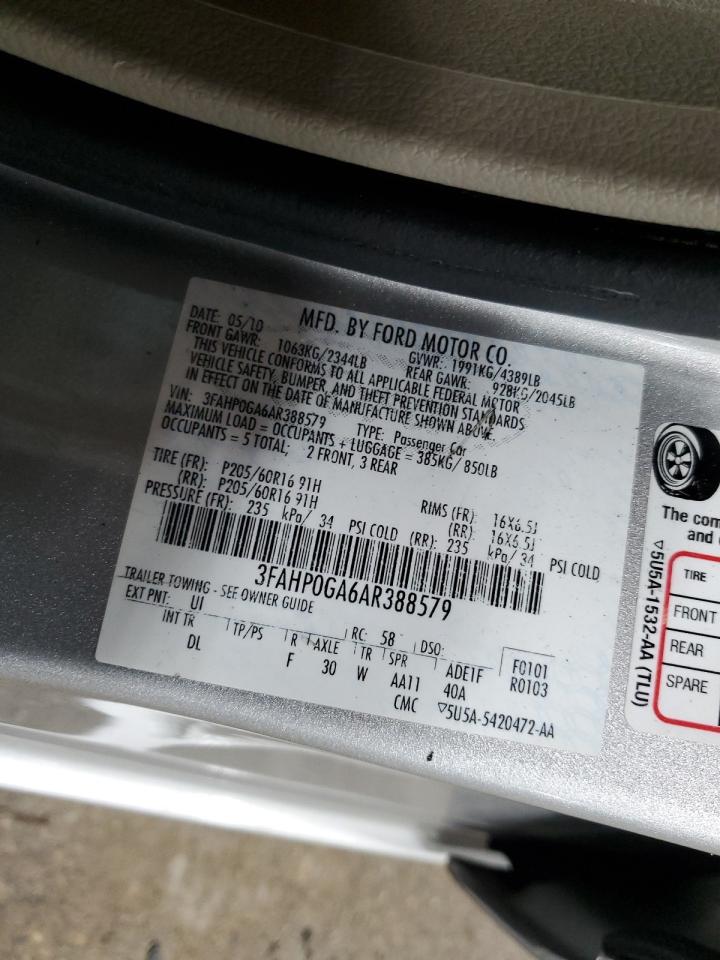 DATE: 05/10 MFD. BY FORD MOTOR CO.
FRONT GAWR: 1063KG/2344LB GVWR: 1991KG/4389LB
REAR GAWR: 928KG/2045LB
THIS VEHICLE CONFORMS TO ALL APPLICABLE FEDERAL MOTOR
VEHICLE SAFETY, BUMPER, AND THEFT PREVENTION STANDARDS
IN EFFECT ON THE DATE OF MANUFACTURE SHOWN ABOVE.
VIN: 3FAHP0GA6AR388579 TYPE: Passenger Car
MAXIMUM LOAD = OCCUPANTS + LUGGAGE = 385KG/850LB
OCCUPANTS = 5 TOTAL; 2 FRONT, 3 REAR
TIRE (FR): P205/60R16 91H RIMS (FR) 16X6.5J
(RR): P205/60R16 91H (RR): 16X6.5J
PRESSURE (FR): 235 kPa/ 34 PSI COLD (RR): 235 kPa/ 34 PSI COLD
3FAHP0GA6AR388579
TRAILER TOWING - SEE OWNER GUIDE
EXT PNT: UI RC: 58 DSO: F0101
INT TR TP/PS R AXLE TR SPR ADE1F R0103
DL F 30 W AA11 40A
CMC ▽5U5A-5420472-AA
The com
and
▽5U5A-1532-AA (TLU)
TIRE
FRONT
REAR
SPARE